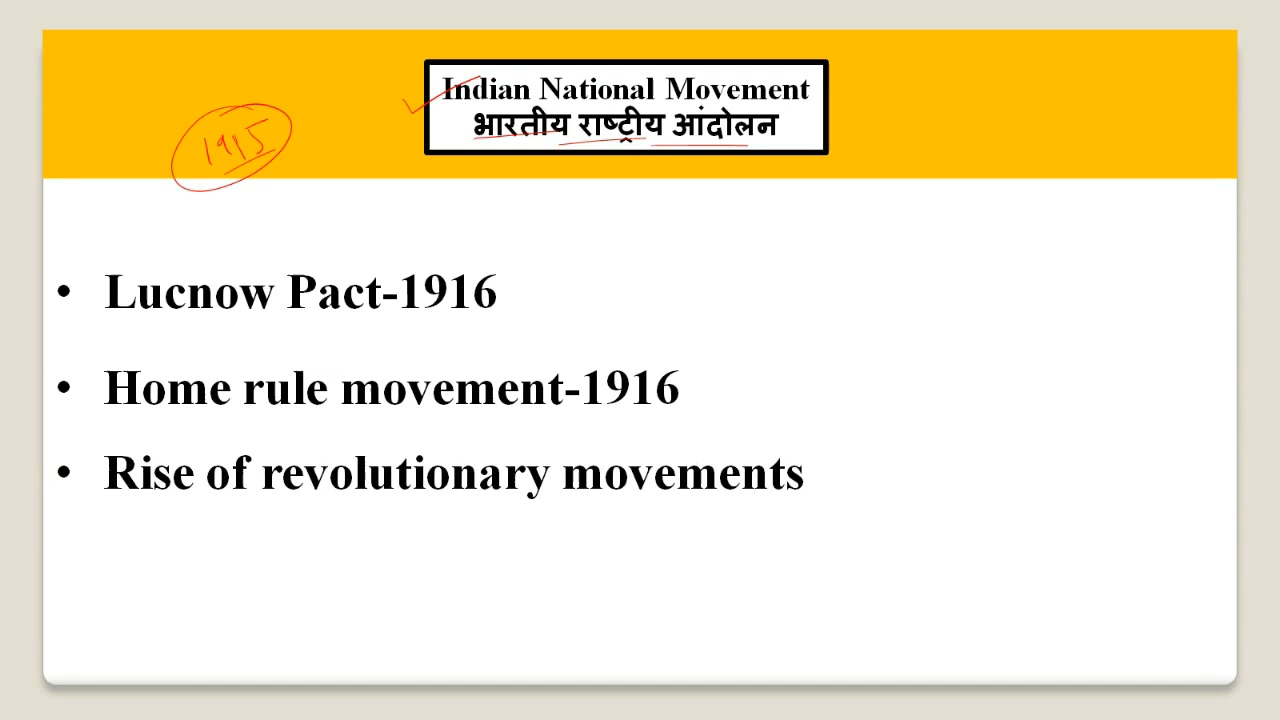 Indian National Movement
भारतीय राष्ट्रीय आंदोलन
1915
• Lucnow Pact-1916
• Home rule movement-1916
• Rise of revolutionary movements